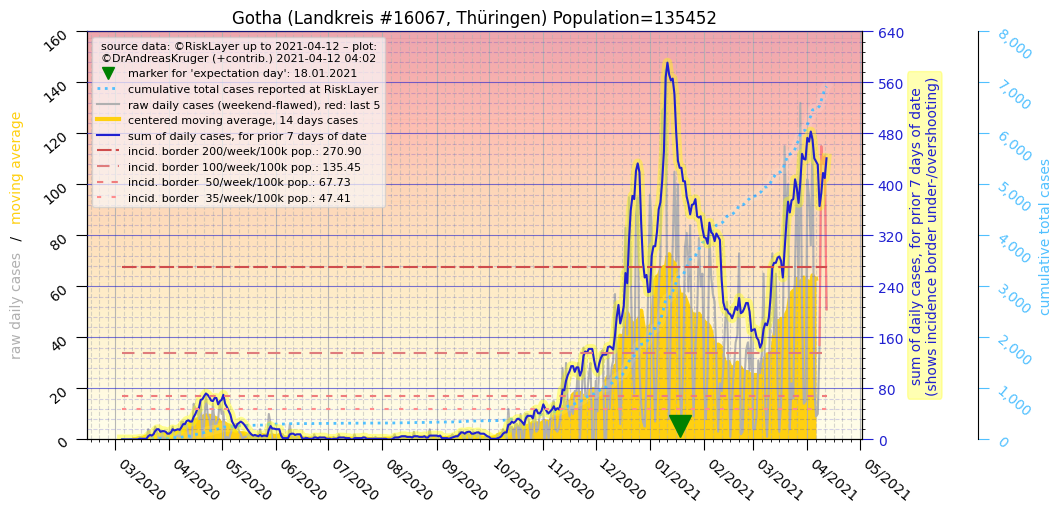 Gotha (Landkreis #16067, Thüringen) Population=135452
source data: ©RiskLayer up to 2021-04-12 – plot:
©DrAndreasKruger (+contrib.) 2021-04-12 04:02
marker for 'expectation day': 18.01.2021
cumulative total cases reported at RiskLayer
raw daily cases (weekend-flawed), red: last 5
centered moving average, 14 days cases
sum of daily cases, for prior 7 days of date
incid. border 200/week/100k pop.: 270.90
incid. border 100/week/100k pop.: 135.45
incid. border  50/week/100k pop.: 67.73
incid. border  35/week/100k pop.: 47.41
raw daily cases  /  moving average
160
140
120
100
80
60
40
20
0
03/2020
04/2020
05/2020
06/2020
07/2020
08/2020
09/2020
10/2020
11/2020
12/2020
01/2021
02/2021
03/2021
04/2021
05/2021
640
560
480
400
320
240
160
80
0
sum of daily cases, for prior 7 days of date
(shows incidence border under-/overshooting)
8,000
7,000
6,000
5,000
4,000
3,000
2,000
1,000
0
cumulative total cases